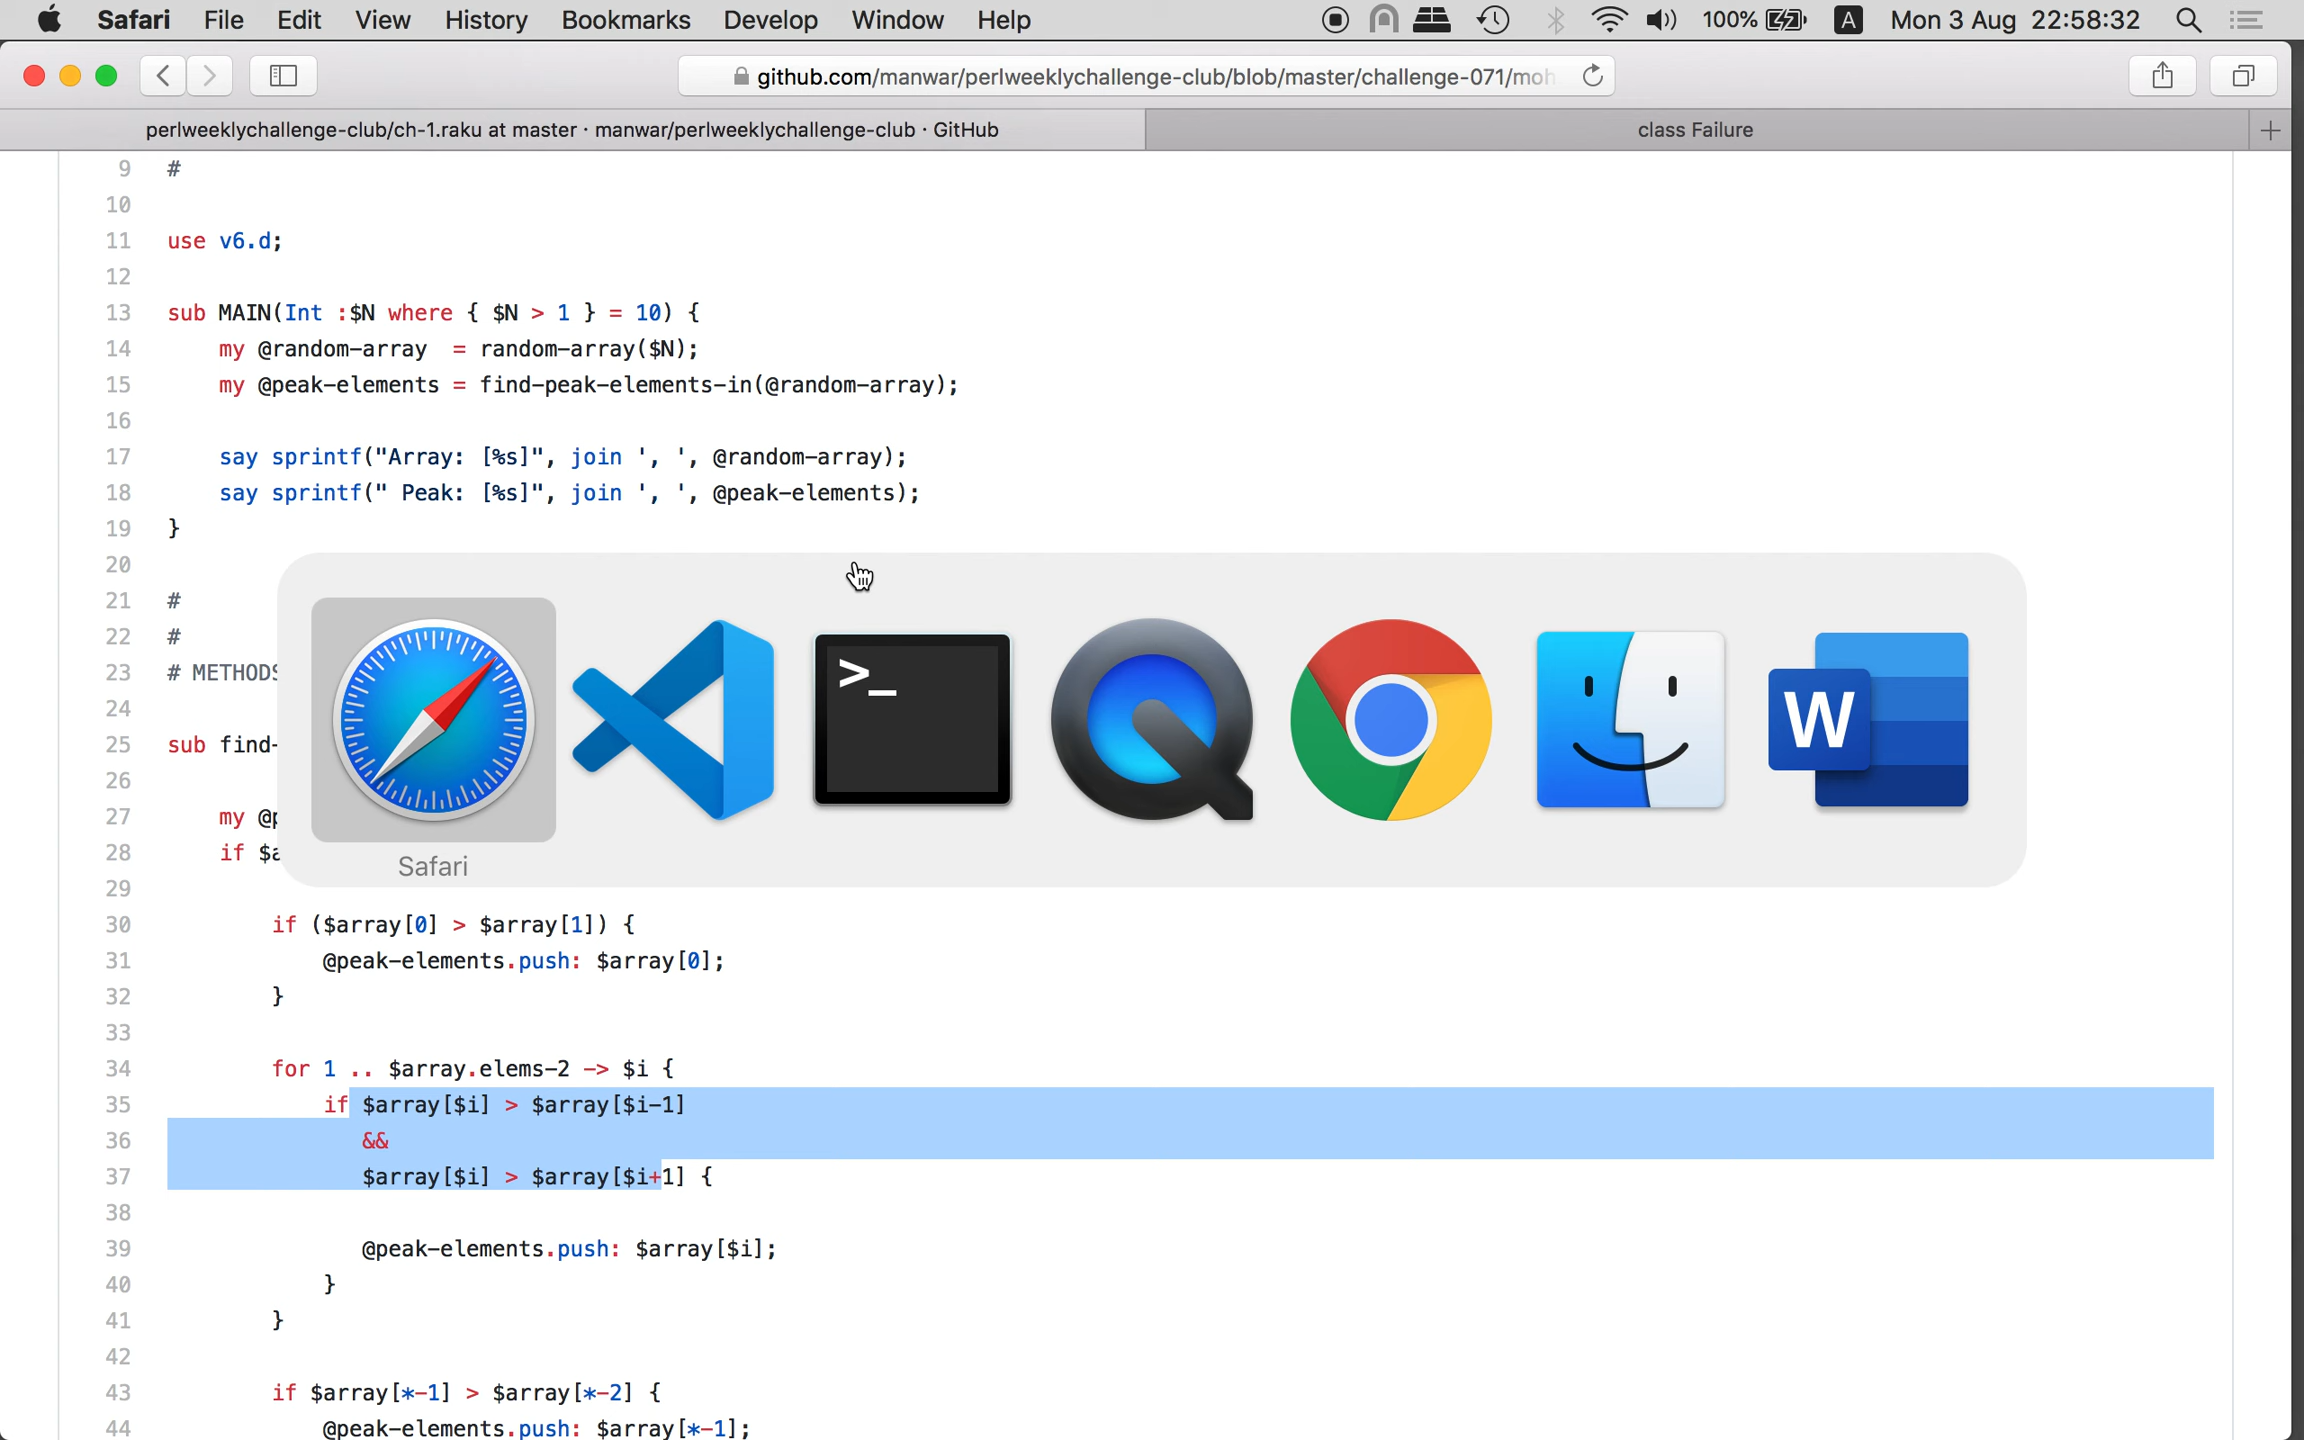 Safari File Edit View History Bookmarks Develop Window Help 100% A Mon 3 Aug 22:58:32
github.com/manwar/perlweeklychallenge-club/blob/master/challenge-071/moh
perlweeklychallenge-club/ch-1.raku at master · manwar/perlweeklychallenge-club · GitHub class Failure
9 #
10
11 use v6.d;
12
13 sub MAIN(Int :$N where { $N > 1 } = 10) {
14 my @random-array = random-array($N);
15 my @peak-elements = find-peak-elements-in(@random-array);
16
17 say sprintf("Array: [%s]", join ', ', @random-array);
18 say sprintf(" Peak: [%s]", join ', ', @peak-elements);
19 }
20
21 #
22 #
23 # METHODS
24
25 sub find-
26
27 my @p
28 if $a
>_
W
Safari
29
30 if ($array[0] > $array[1]) {
31 @peak-elements.push: $array[0];
32 }
33
34 for 1 .. $array.elems-2 -> $i {
35 if $array[$i] > $array[$i-1]
36 &&
37 $array[$i] > $array[$i+1] {
38
39 @peak-elements.push: $array[$i];
40 }
41 }
42
43 if $array[*-1] > $array[*-2] {
44 @peak-elements.push: $array[*-1];